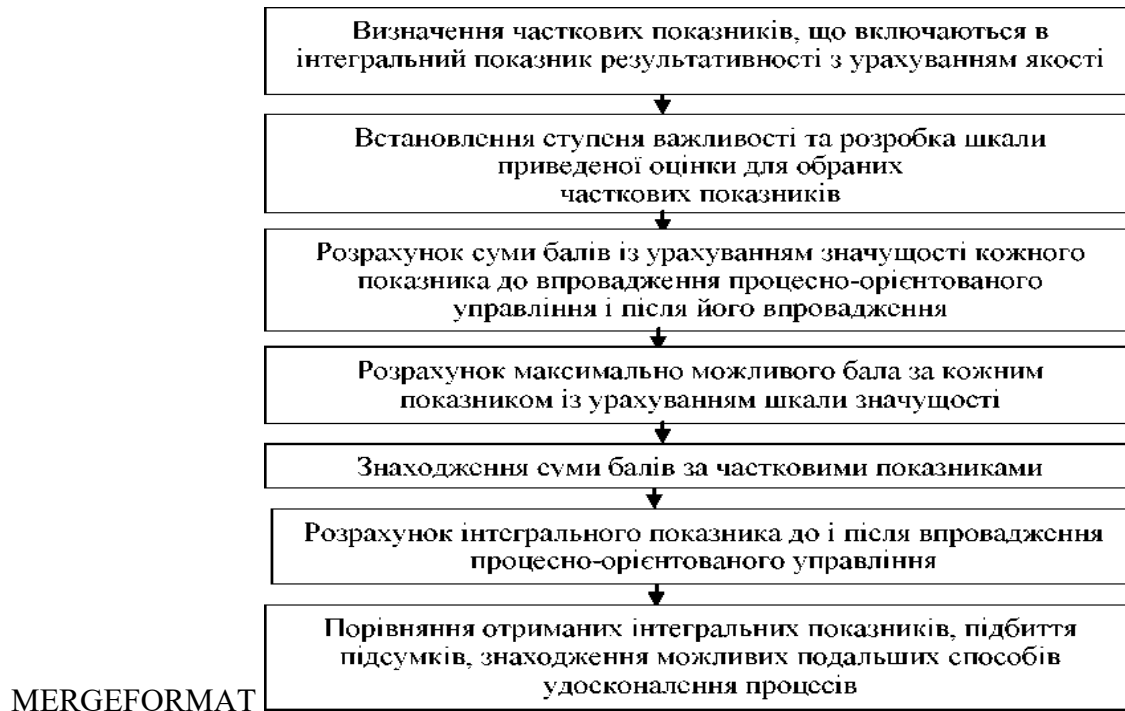 Визначення часткових показників, що включаються в
інтегральний показник результативності з урахуванням якості
Встановлення ступеня важливості та розробка шкали
приведеної оцінки для обраних
часткових показників
Розрахунок суми балів із урахуванням значущості кожного
показника до впровадження процесно-орієнтованого
управління і після його впровадження
Розрахунок максимально можливого бала за кожним
показником із урахуванням шкали значущості
Знаходження суми балів за частковими показниками
Розрахунок інтегрального показника до і після впровадження
процесно-орієнтованого управління
Порівняння отриманих інтегральних показників, підбиття
підсумків, знаходження можливих подальших способів
удосконалення процесів
MERGEFORMAT